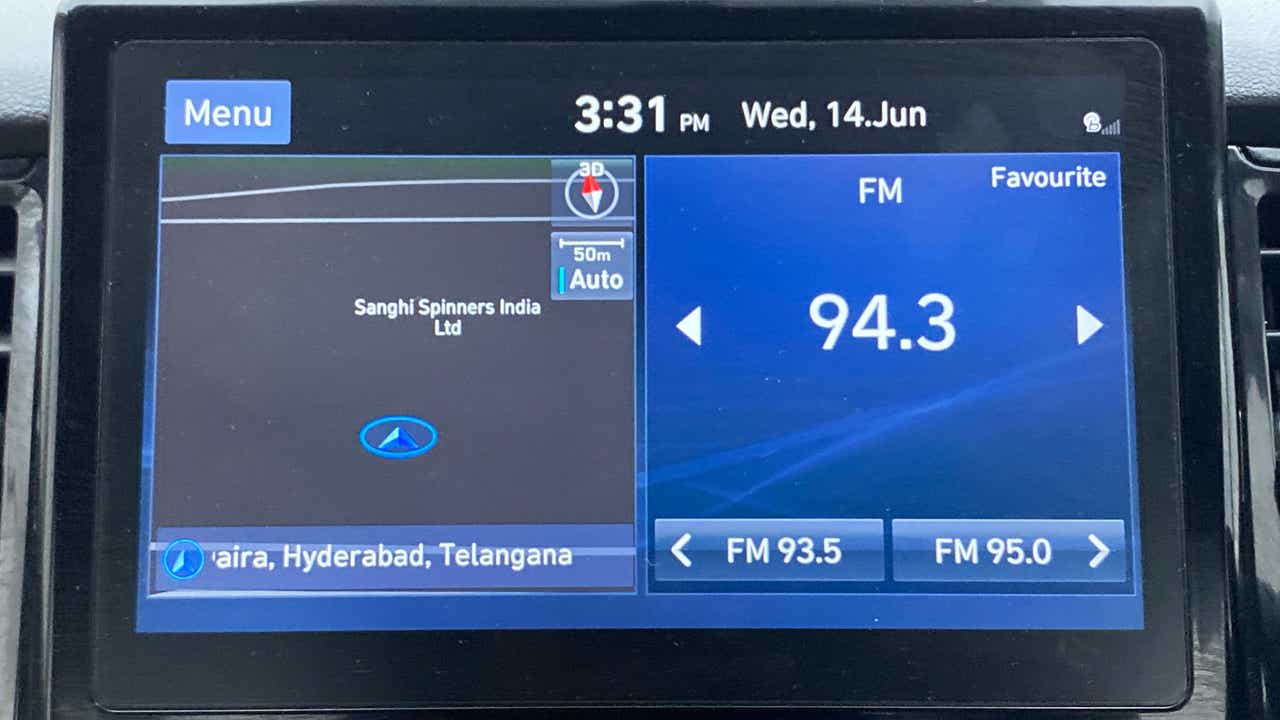 Menu
3:31 PM Wed, 14.Jun
3D
50m
Auto
Sanghi Spinners India
Ltd
Hyderabad, Telangana
FM
Favourite
94.3
FM 93.5
FM 95.0